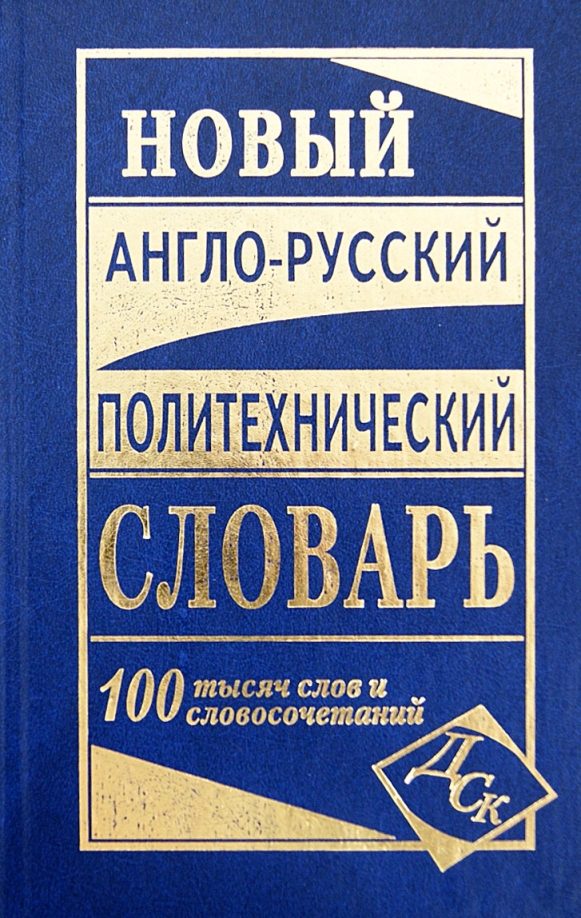 НОВЫЙ
АНГЛО-РУССКИЙ
ПОЛИТЕХНИЧЕСКИЙ
СЛОВАРЬ
100 тысяч слов и
словосочетаний
ДСК